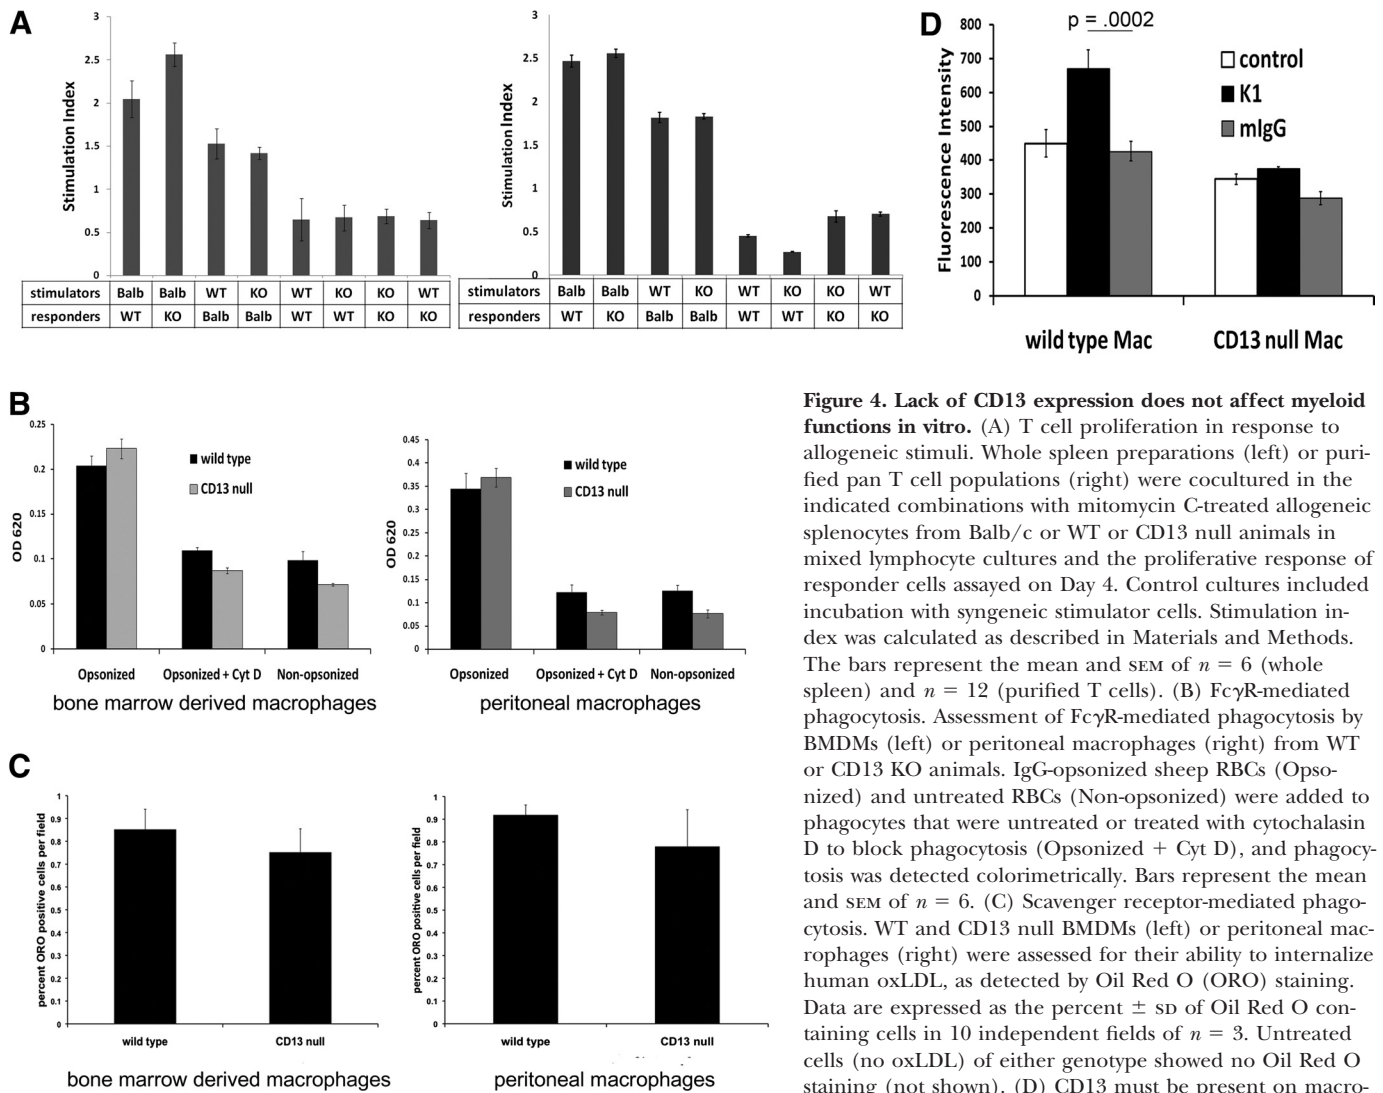 A
3
2.5
2
1.5
1
0.5
0
Stimulation Index
stimulators Balb Balb WT KO WT KO KO WT
responders WT KO Balb Balb WT WT KO KO
3
2.5
2
1.5
1
0.5
0
Stimulation Index
stimulators Balb Balb WT KO WT KO KO WT
responders WT KO Balb Balb WT WT KO KO
D
p = .0002
800
700
600
500
400
300
200
100
0
Fluorescence Intensity
control
K1
mIgG
wild type Mac CD13 null Mac
B
0.25
0.2
0.15
0.1
0.05
0
OD 620
wild type
CD13 null
Opsonized Opsonized + Cyt D Non-opsonized
bone marrow derived macrophages
0.45
0.4
0.35
0.3
0.25
0.2
0.15
0.1
0.05
0
OD 620
wild type
CD13 null
Opsonized Opsonized + Cyt D Non-opsonized
peritoneal macrophages
C
1
0.9
0.8
0.7
0.6
0.5
0.4
0.3
0.2
0.1
0
percent ORO positive cells per field
wild type CD13 null
bone marrow derived macrophages
1
0.9
0.8
0.7
0.6
0.5
0.4
0.3
0.2
0.1
0
percent ORO positive cells per field
wild type CD13 null
peritoneal macrophages
Figure 4. Lack of CD13 expression does not affect myeloid
functions in vitro. (A) T cell proliferation in response to
allogeneic stimuli. Whole spleen preparations (left) or puri-
fied pan T cell populations (right) were cocultured in the
indicated combinations with mitomycin C-treated allogeneic
splenocytes from Balb/c or WT or CD13 null animals in
mixed lymphocyte cultures and the proliferative response of
responder cells assayed on Day 4. Control cultures included
incubation with syngeneic stimulator cells. Stimulation in-
dex was calculated as described in Materials and Methods.
The bars represent the mean and SEM of n = 6 (whole
spleen) and n = 12 (purified T cells). (B) FcγR-mediated
phagocytosis. Assessment of FcγR-mediated phagocytosis by
BMDMs (left) or peritoneal macrophages (right) from WT
or CD13 KO animals. IgG-opsonized sheep RBCs (Opso-
nized) and untreated RBCs (Non-opsonized) were added to
phagocytes that were untreated or treated with cytochalasin
D to block phagocytosis (Opsonized + Cyt D), and phagocy-
tosis was detected colorimetrically. Bars represent the mean
and SEM of n = 6. (C) Scavenger receptor-mediated phago-
cytosis. WT and CD13 null BMDMs (left) or peritoneal mac-
rophages (right) were assessed for their ability to internalize
human oxLDL, as detected by Oil Red O (ORO) staining.
Data are expressed as the percent ± SD of Oil Red O con-
taining cells in 10 independent fields of n = 3. Untreated
cells (no oxLDL) of either genotype showed no Oil Red O
staining (not shown). (D) CD13 must be present on macro-